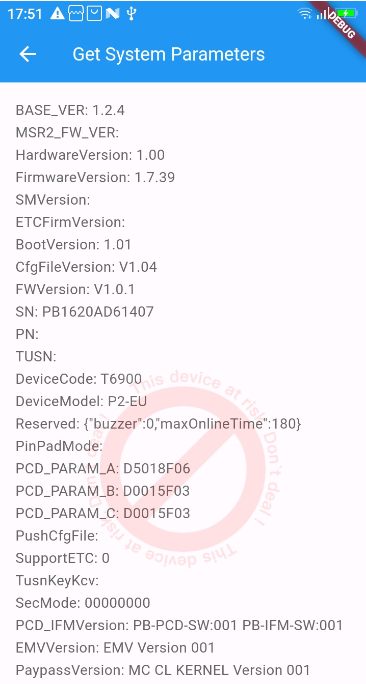 17:51
DEBUG
Get System Parameters
BASE_VER: 1.2.4
MSR2_FW_VER:
HardwareVersion: 1.00
FirmwareVersion: 1.7.39
SMVersion:
ETCFirmVersion:
BootVersion: 1.01
CfgFileVersion: V1.04
FWVersion: V1.0.1
SN: PB1620AD61407
PN:
TUSN:
DeviceCode: T6900
DeviceModel: P2-EU
Reserved: {"buzzer":0,"maxOnlineTime":180}
PinPadMode:
PCD_PARAM_A: D5018F06
PCD_PARAM_B: D0015F03
PCD_PARAM_C: D0015F03
PushCfgFile:
SupportETC: 0
TusnKeyKcv:
SecMode: 00000000
PCD_IFMVersion: PB-PCD-SW:001 PB-IFM-SW:001
EMVVersion: EMV Version 001
PaypassVersion: MC CL KERNEL Version 001
This device at risk. Don't deal !
This device at risk. Don't deal !